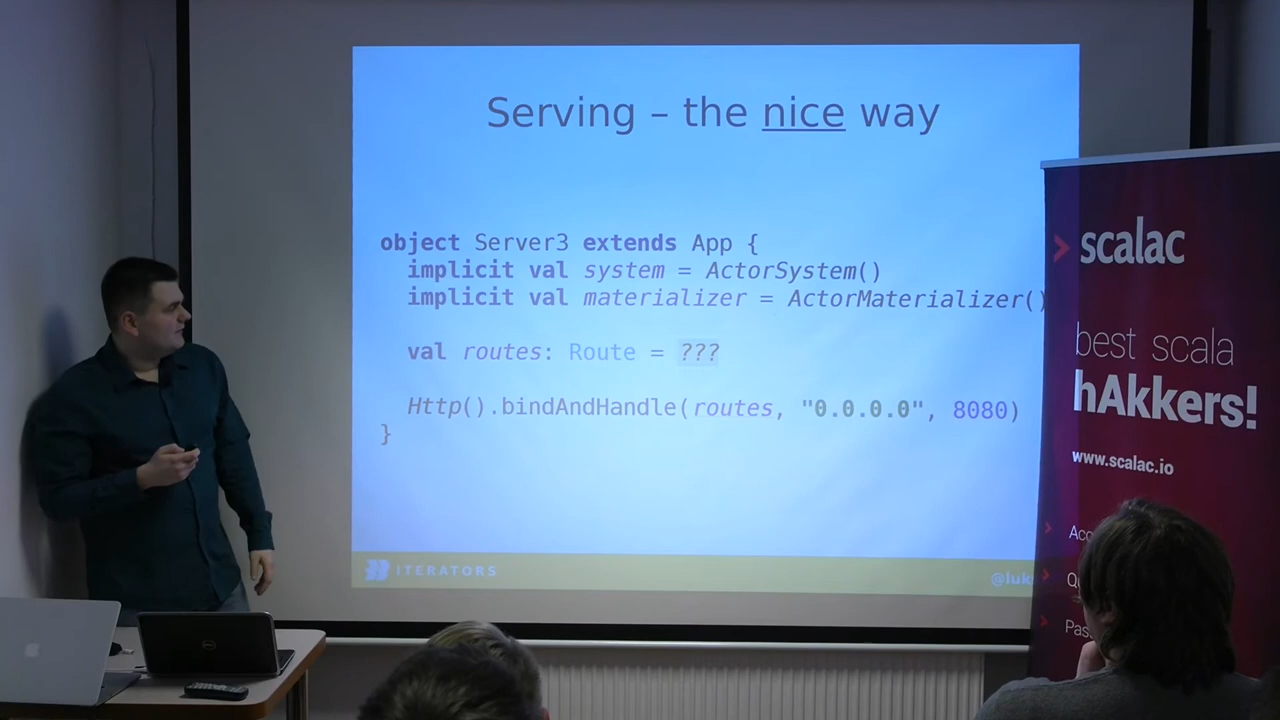 Serving – the nice way
object Server3 extends App {
implicit val system = ActorSystem()
implicit val materializer = ActorMaterializer()
val routes: Route = ???
Http().bindAndHandle(routes, "0.0.0.0", 8080)
}
ITERATORS
scalac
best scala
hAkkers!
www.scalac.io